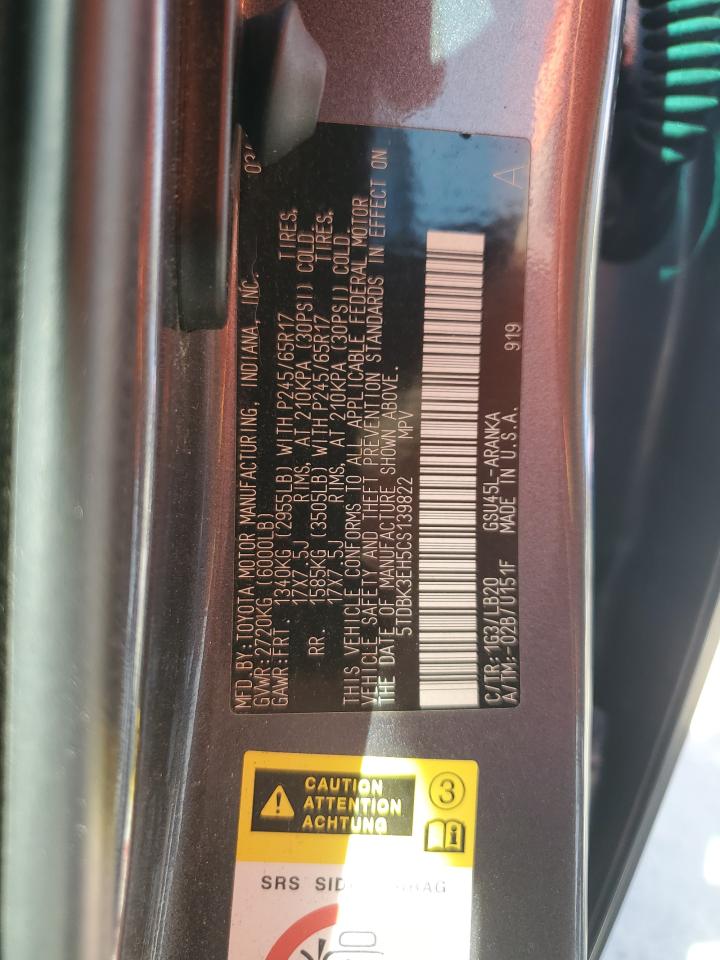 MFD.BY:TOYOTA MOTOR MANUFACTURING, INDIANA, INC.
GVWR:2720KG (6000LB)
GAWR:FRT. 1340KG (2955LB) WITH P245/65R17 TIRES,
17X7.5J RIMS, AT 210KPA (30PSI) COLD.
RR. 1585KG (3505LB) WITH P245/65R17 TIRES,
17X7.5J RIMS, AT 210KPA (30PSI) COLD.
THIS VEHICLE CONFORMS TO ALL APPLICABLE FEDERAL MOTOR
VEHICLE SAFETY AND THEFT PREVENTION STANDARDS IN EFFECT ON
THE DATE OF MANUFACTURE SHOWN ABOVE.
5TDBK3EH5CS139822 MPV
A
C/TR:1G3/LB20 GSU45L-ARANKA 919
A/TM:-02B/U151F MADE IN U.S.A.
CAUTION
ATTENTION
ACHTUNG
3
SRS